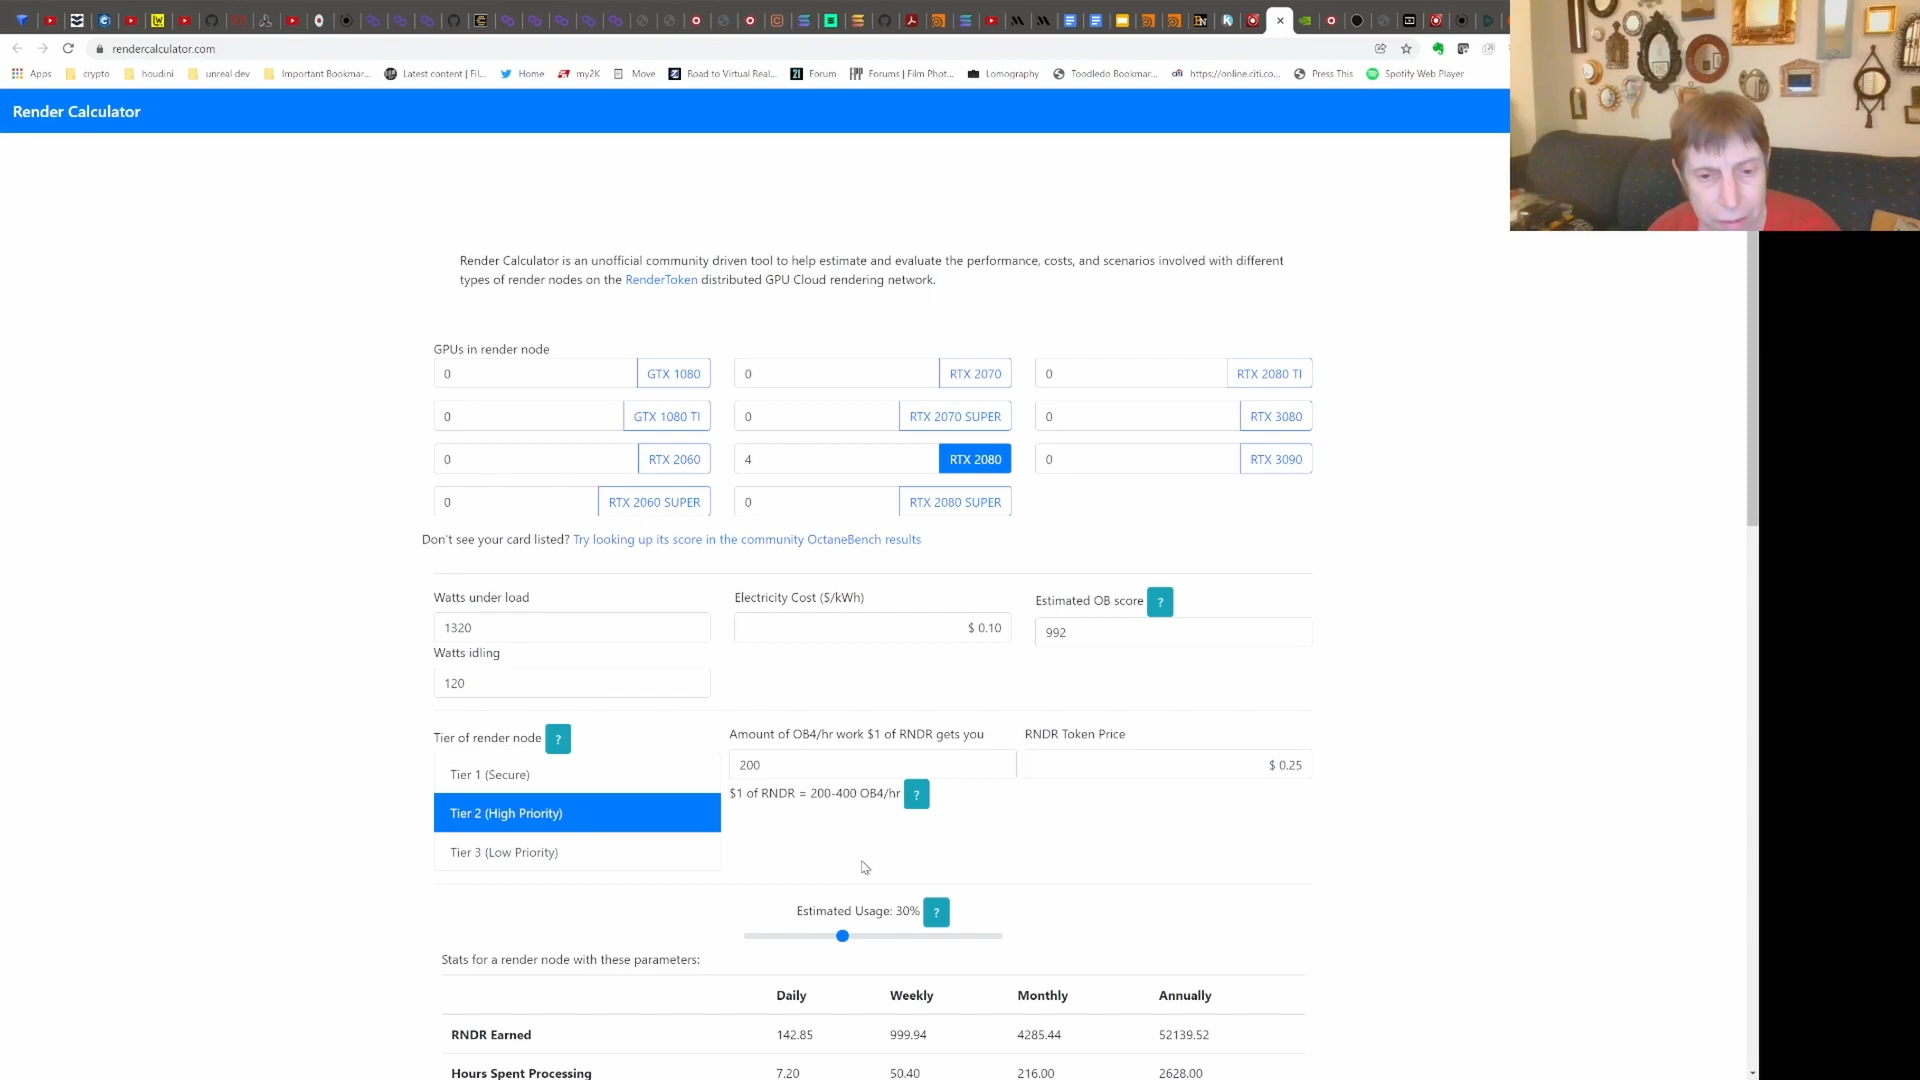 rendercalculator.com
Apps
crypto
houdini
unreal dev
Important Bookmar...
Latest content | Fil...
Home
my2K
Move
Road to Virtual Real...
Forum
Forums | Film Phot...
Lomography
Toodledo Bookmar...
https://online.citi.co...
Press This
Spotify Web Player
Render Calculator
Render Calculator is an unofficial community driven tool to help estimate and evaluate the performance, costs, and scenarios involved with different
types of render nodes on the RenderToken distributed GPU Cloud rendering network.
GPUs in render node
0 GTX 1080 0 RTX 2070 0 RTX 2080 TI
0 GTX 1080 TI 0 RTX 2070 SUPER 0 RTX 3080
0 RTX 2060 4 RTX 2080 0 RTX 3090
0 RTX 2060 SUPER 0 RTX 2080 SUPER
Don't see your card listed? Try looking up its score in the community OctaneBench results
Watts under load Electricity Cost ($/kWh) Estimated OB score ?
1320 $ 0.10 992
Watts idling
120
Tier of render node ? Amount of OB4/hr work $1 of RNDR gets you RNDR Token Price
Tier 1 (Secure) 200 $ 0.25
$1 of RNDR = 200-400 OB4/hr ?
Tier 2 (High Priority)
Tier 3 (Low Priority)
Estimated Usage: 30% ?
Stats for a render node with these parameters:
Daily Weekly Monthly Annually
RNDR Earned 142.85 999.94 4285.44 52139.52
Hours Spent Processing 7.20 50.40 216.00 2628.00